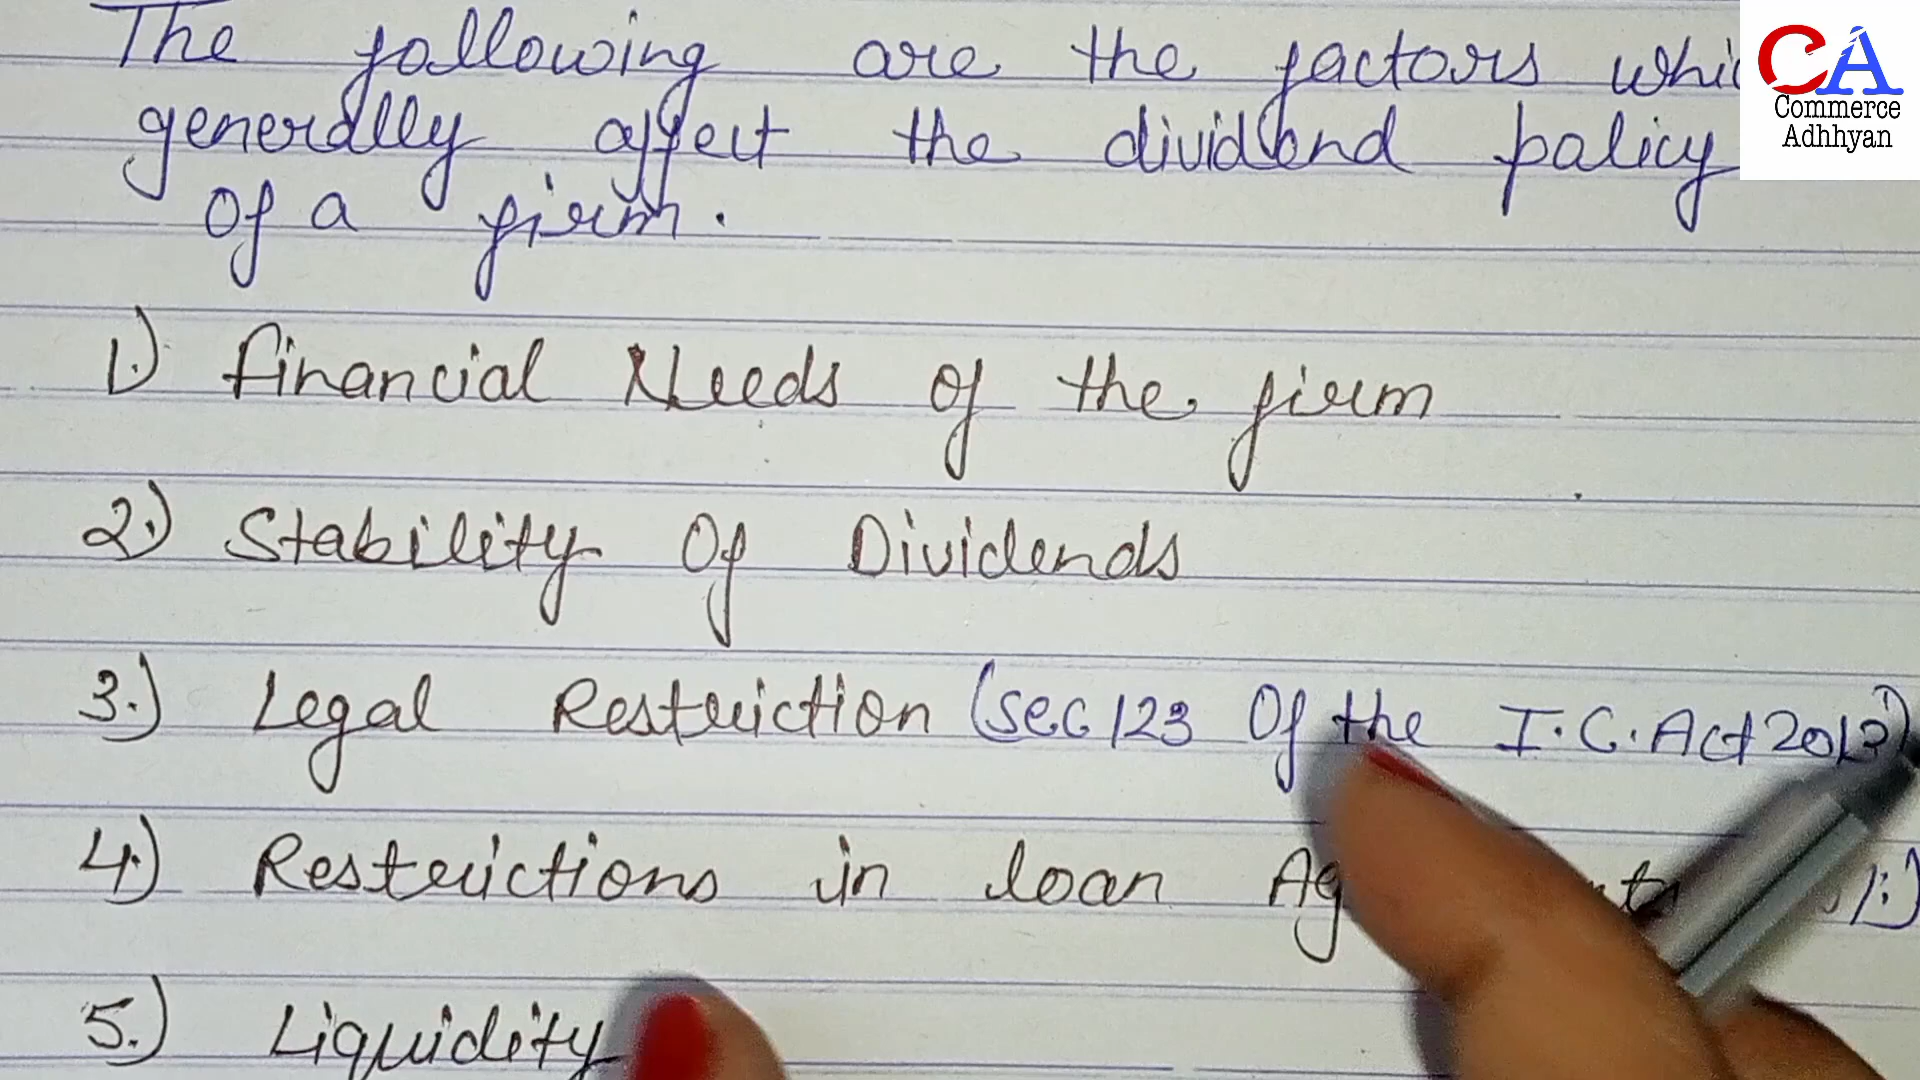 The following are the factors whic
generally affect the dividend policy
Of a firm.
1.) Financial Needs of the firm
2.) Stability Of Dividends
3.) Legal Restriction (Sec 123 Of the I.C. Act 2013)
4.) Restrictions in loan Ag
5.) Liquidity
CA
Commerce
Adhhyan